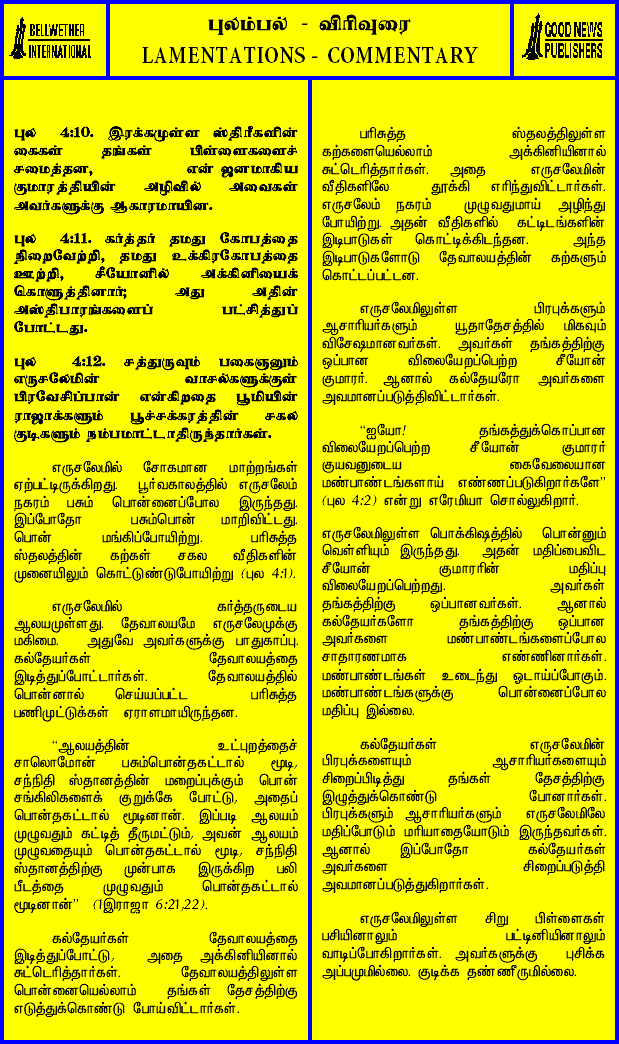 BELLWETHER
INTERNATIONAL
புலம்பல் - விரிவுரை
LAMENTATIONS - COMMENTARY
GOOD NEWS
PUBLISHERS
புல 4:10. இரக்கமுள்ள ஸ்திரீகளின்
கைகள் தங்கள் பிள்ளைகளைச்
சமைத்தன, என் ஜனமாகிய
குமாரத்தியின் அழிவில் அவைகள்
அவர்களுக்கு ஆகாரமாயின.
புல 4:11. கர்த்தர் தமது கோபத்தை
நிறைவேற்றி, தமது உக்கிரகோபத்தை
ஊற்றி, சீயோனில் அக்கினியைக்
கொளுத்தினார்; அது அதின்
அஸ்திபாரங்களைப் பட்சித்துப்
போட்டது.
புல 4:12. சத்துருவும் பகைஞனும்
எருசலேமின் வாசல்களுக்குள்
பிரவேசிப்பான் என்கிறதை பூமியின்
ராஜாக்களும் பூச்சக்கரத்தின் சகல
குடிகளும் நம்பமாட்டாதிருந்தார்கள்.
எருசலேமில் சோகமான மாற்றங்கள்
ஏற்பட்டிருக்கிறது. பூர்வகாலத்தில் எருசலேம்
நகரம் பசும் பொன்னைப்போல இருந்தது.
இப்போதோ பசும்பொன் மாறிவிட்டது.
பொன் மங்கிப்போயிற்று. பரிசுத்த
ஸ்தலத்தின் கற்கள் சகல வீதிகளின்
முனையிலும் கொட்டுண்டுபோயிற்று (புல 4:1).
எருசலேமில் கர்த்தருடைய
ஆலயமுள்ளது. தேவாலயமே எருசலேமுக்கு
மகிமை. அதுவே அவர்களுக்கு பாதுகாப்பு.
கல்தேயர்கள் தேவாலயத்தை
இடித்துப்போட்டார்கள். தேவாலயத்தில்
பொன்னால் செய்யப்பட்ட பரிசுத்த
பணிமுட்டுக்கள் ஏராளமாயிருந்தன.
“ஆலயத்தின் உட்புறத்தைச்
சாலொமோன் பசும்பொன்தகட்டால் மூடி,
சந்நிதி ஸ்தானத்தின் மறைப்புக்கும் பொன்
சங்கிலிகளைக் குறுக்கே போட்டு, அதைப்
பொன்தகட்டால் மூடினான். இப்படி ஆலயம்
முழுவதும் கட்டித் தீருமட்டும், அவன் ஆலயம்
முழுவதையும் பொன்தகட்டால் மூடி, சந்நிதி
ஸ்தானத்திற்கு முன்பாக இருக்கிற பலி
பீடத்தை முழுவதும் பொன்தகட்டால்
மூடினான்” (1இராஜா 6:21,22).
கல்தேயர்கள் தேவாலயத்தை
இடித்துப்போட்டு, அதை அக்கினியினால்
சுட்டெரித்தார்கள். தேவாலயத்திலுள்ள
பொன்னையெல்லாம் தங்கள் தேசத்திற்கு
எடுத்துக்கொண்டு போய்விட்டார்கள்.
பரிசுத்த ஸ்தலத்திலுள்ள
கற்களையெல்லாம் அக்கினியினால்
சுட்டெரித்தார்கள். அதை எருசலேமின்
வீதிகளிலே தூக்கி எரிந்துவிட்டார்கள்.
எருசலேம் நகரம் முழுவதுமாய் அழிந்து
போயிற்று. அதன் வீதிகளில் கட்டிடங்களின்
இடிபாடுகள் கொட்டிக்கிடந்தன. அந்த
இடிபாடுகளோடு தேவாலயத்தின் கற்களும்
கொட்டப்பட்டன.
எருசலேமிலுள்ள பிரபுக்களும்
ஆசாரியர்களும் யூதாதேசத்தில் மிகவும்
விசேஷமானவர்கள். அவர்கள் தங்கத்திற்கு
ஒப்பான விலையேறப்பெற்ற சீயோன்
குமாரர். ஆனால் கல்தேயரோ அவர்களை
அவமானப்படுத்திவிட்டார்கள்.
“ஐயோ! தங்கத்துக்கொப்பான
விலையேறப்பெற்ற சீயோன் குமாரர்
குயவனுடைய கைவேலையான
மண்பாண்டங்களாய் எண்ணப்படுகிறார்களே”
(புல 4:2) என்று எரேமியா சொல்லுகிறார்.
எருசலேமிலுள்ள பொக்கிஷத்தில் பொன்னும்
வெள்ளியும் இருந்தது. அதன் மதிப்பைவிட
சீயோன் குமாரரின் மதிப்பு
விலையேறப்பெற்றது. அவர்கள்
தங்கத்திற்கு ஒப்பானவர்கள். ஆனால்
கல்தேயர்களோ தங்கத்திற்கு ஒப்பான
அவர்களை மண்பாண்டங்களைப்போல
சாதாரணமாக எண்ணினார்கள்.
மண்பாண்டங்கள் உடைந்து ஓடாய்ப்போகும்.
மண்பாண்டங்களுக்கு பொன்னைப்போல
மதிப்பு இல்லை.
கல்தேயர்கள் எருசலேமின்
பிரபுக்களையும் ஆசாரியர்களையும்
சிறைப்பிடித்து தங்கள் தேசத்திற்கு
இழுத்துக்கொண்டு போனார்கள்.
பிரபுக்களும் ஆசாரியர்களும் எருசலேமிலே
மதிப்போடும் மரியாதையோடும் இருந்தவர்கள்.
ஆனால் இப்போதோ கல்தேயர்கள்
அவர்களை சிறைப்படுத்தி
அவமானப்படுத்துகிறார்கள்.
எருசலேமிலுள்ள சிறு பிள்ளைகள்
பசியினாலும் பட்டினியினாலும்
வாடிப்போகிறார்கள். அவர்களுக்கு புசிக்க
அப்பமுமில்லை. குடிக்க தண்ணீருமில்லை.